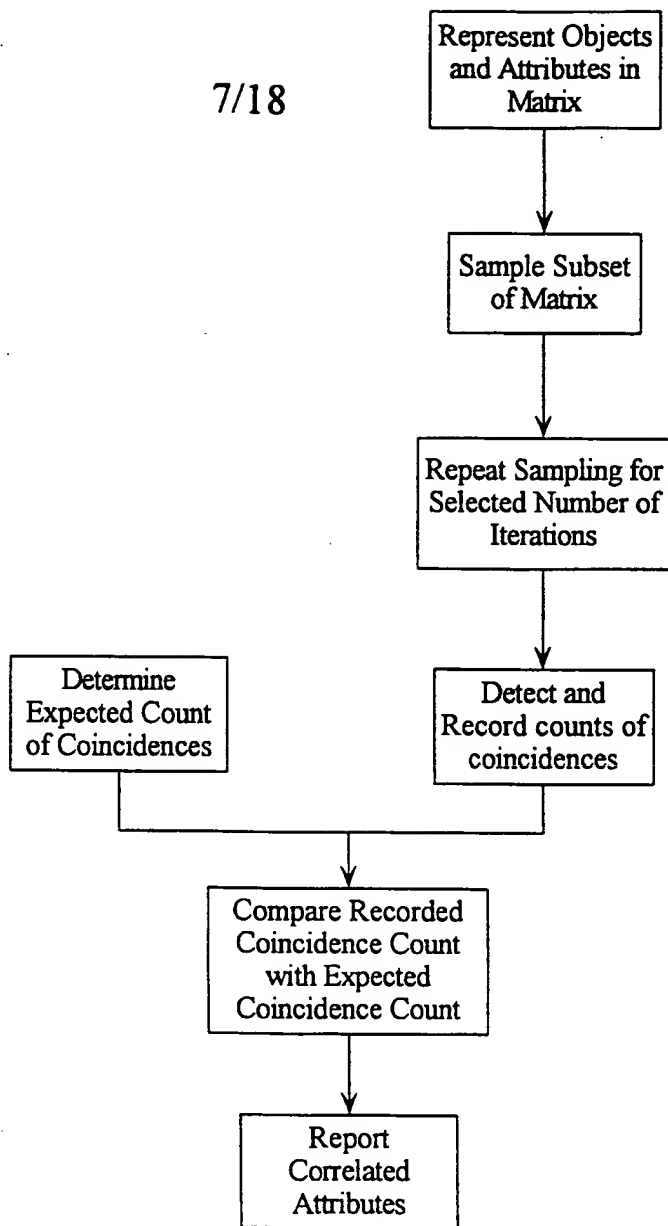 7/18
Represent Objects
and Attributes in
Matrix
Sample Subset
of Matrix
Repeat Sampling for
Selected Number of
Iterations
Determine
Expected Count
of Coincidences
Detect and
Record counts of
coincidences
Compare Recorded
Coincidence Count
with Expected
Coincidence Count
Report
Correlated
Attributes